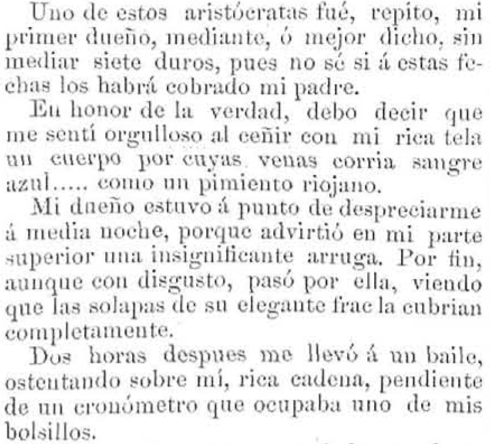 Uno de estos aristócratas fué, repito, mi
primer dueño, mediante, ó mejor dicho, sin
mediar siete duros, pues no sé si á estas fe-
chas los habrá cobrado mi padre.
En honor de la verdad, debo decir que
me sentí orgulloso al ceñir con mi rica tela
un cuerpo por cuyas venas corria sangre
azul..... como un pimiento riojano.
Mi dueño estuvo á punto de despreciarme
á media noche, porque advirtió en mi parte
superior una insignificante arruga. Por fin,
aunque con disgusto, pasó por ella, viendo
que las solapas de su elegante frac la cubrian
completamente.
Dos horas despues me llevó á un baile,
ostentando sobre mí, rica cadena, pendiente
de un cronómetro que ocupaba uno de mis
bolsillos.